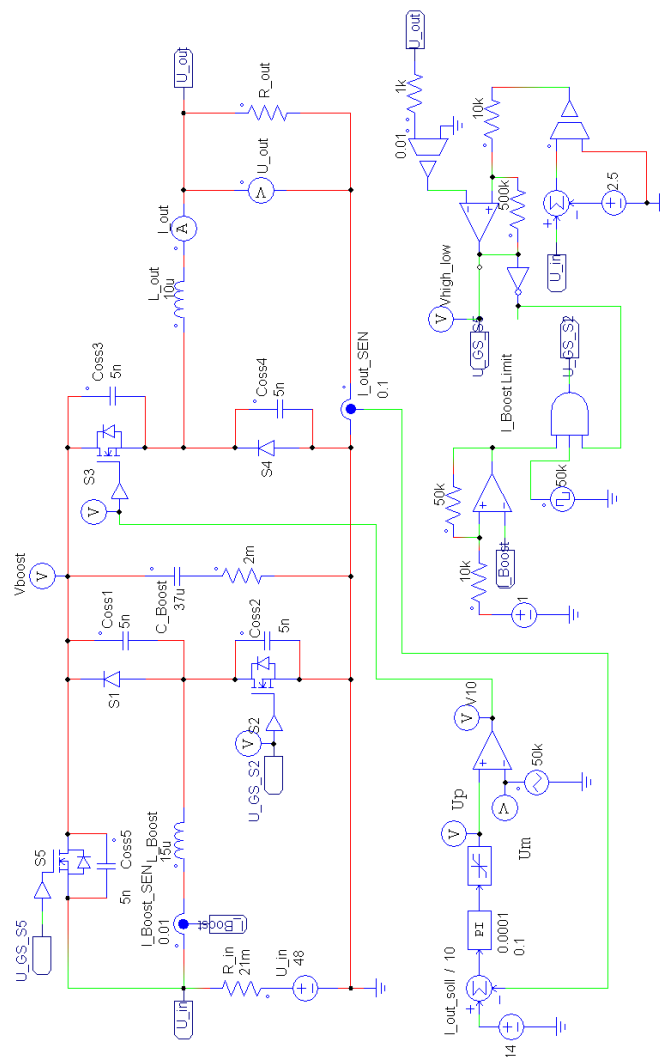 U_GS_S5
S5
Coss5
5n
Vboost
V
S1
Coss1
5n
C_Boost
37u
2m
V
S3
Coss3
5n
L_out
10u
I_out
A
U_out
U_in
I_Boost_SEN
0.01
I_Boost
L_Boost
15u
U_GS_S2
V
S2
Coss2
5n
S4
Coss4
5n
U_out
V
R_out
R_in
21m
U_in
48
I_out_SEN
0.1
I_out_soll / 10
14
PI
0.0001
0.1
Up
V
Um
V
50k
V10
V
I_Boost Limit
10k
50k
1
I_Boost
50k
U_GS_S2
Vhigh_low
V
U_GS_S5
0.01
1k
U_out
500k
10k
U_in
2.5